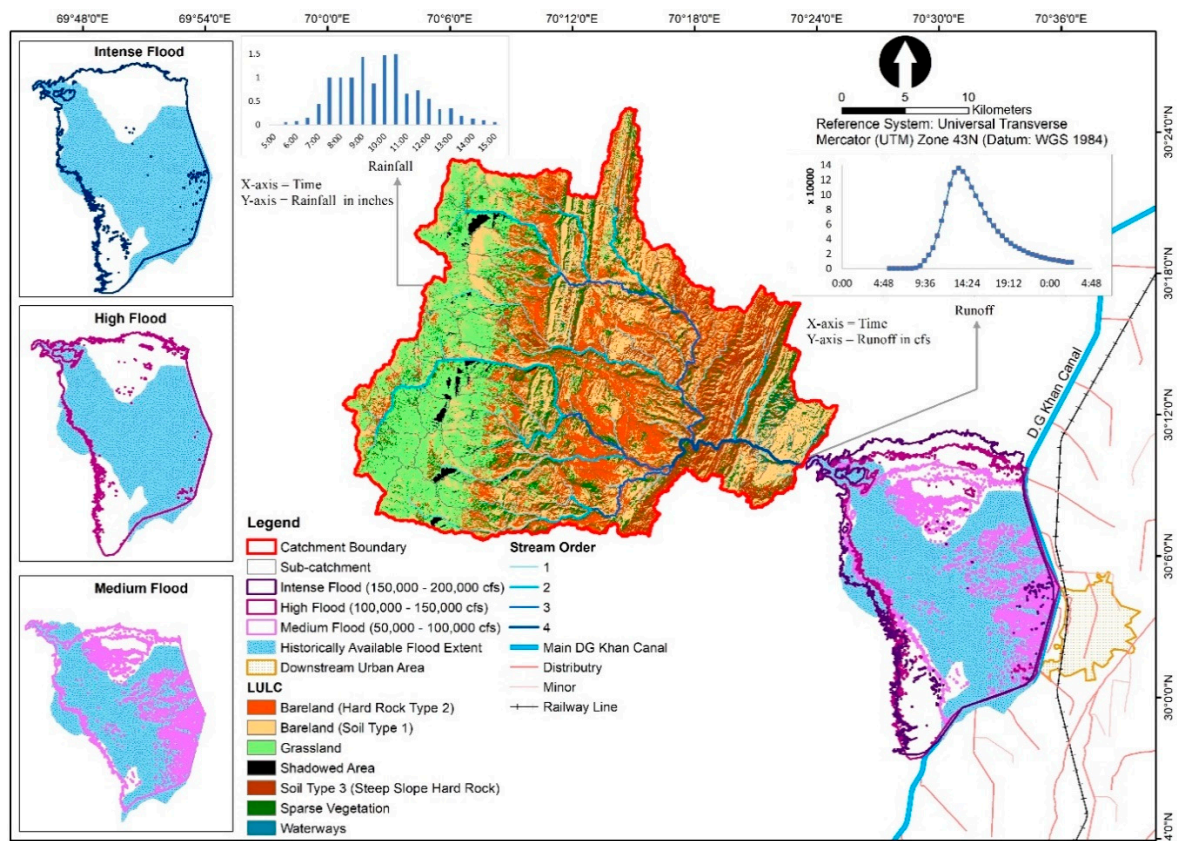 69°48'0"E
69°54'0"E
70°0'0"E
70°6'0"E
70°12'0"E
70°18'0"E
70°24'0"E
70°30'0"E
70°36'0"E
Intense Flood
High Flood
Medium Flood
1.5
1
0.5
0
5:00
6:00
7:00
8:00
9:00
10:00
11:00
12:00
13:00
14:00
15:00
Rainfall
X-axis – Time
Y-axis – Rainfall in inches
0 5 10
Kilometers
Reference System: Universal Transverse
Mercator (UTM) Zone 43N (Datum: WGS 1984)
x 10000
14
12
10
8
6
4
2
0
0:00 4:48 9:36 14:24 19:12 0:00 4:48
Runoff
X-axis – Time
Y-axis – Runoff in cfs
D.G Khan Canal
30°24'0"N
30°18'0"N
30°12'0"N
30°6'0"N
30°0'0"N
4'0"N
Legend
Catchment Boundary
Sub-catchment
Intense Flood (150,000 - 200,000 cfs)
High Flood (100,000 - 150,000 cfs)
Medium Flood (50,000 - 100,000 cfs)
Historically Available Flood Extent
Downstream Urban Area
LULC
Bareland (Hard Rock Type 2)
Bareland (Soil Type 1)
Grassland
Shadowed Area
Soil Type 3 (Steep Slope Hard Rock)
Sparse Vegetation
Waterways
Stream Order
1
2
3
4
Main DG Khan Canal
Distributry
Minor
Railway Line